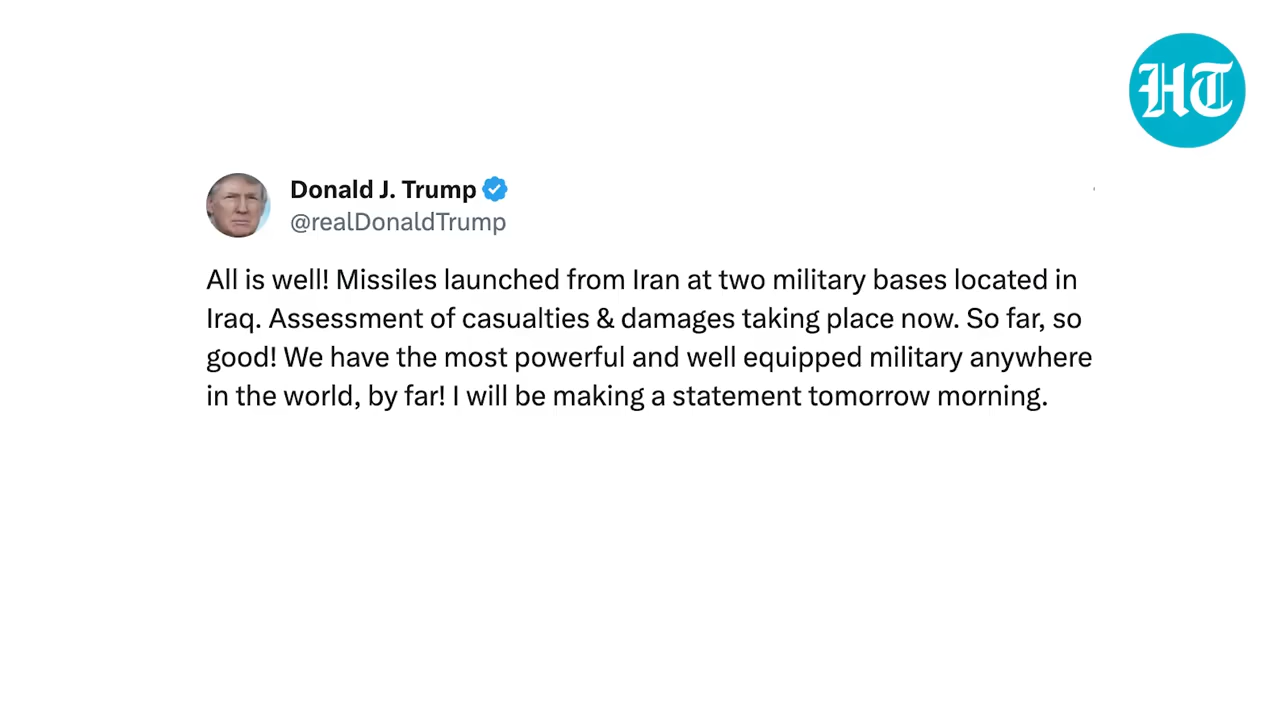 HT
Donald J. Trump
@realDonaldTrump
All is well! Missiles launched from Iran at two military bases located in
Iraq. Assessment of casualties & damages taking place now. So far, so
good! We have the most powerful and well equipped military anywhere
in the world, by far! I will be making a statement tomorrow morning.